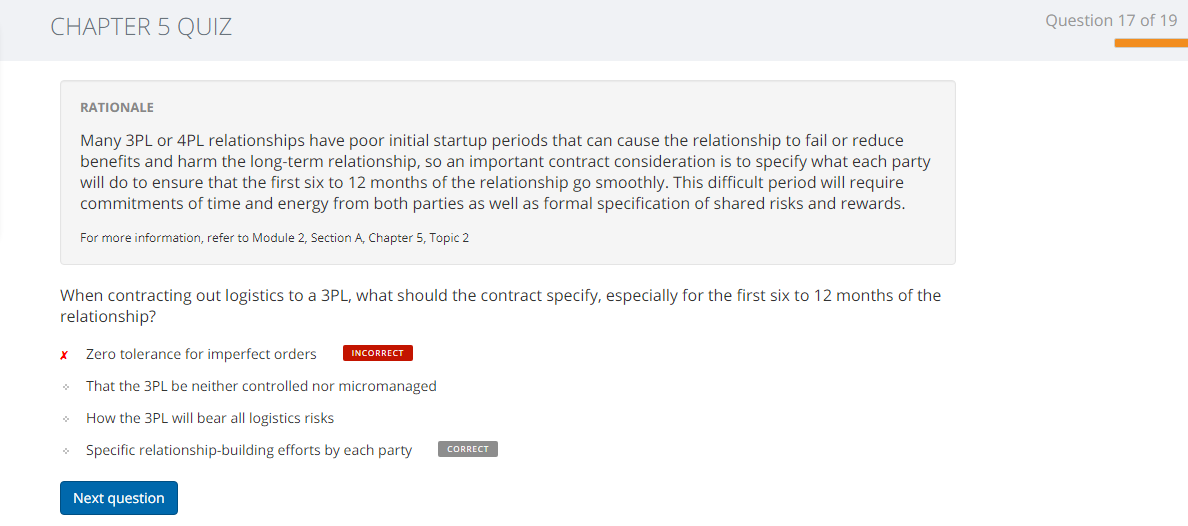 CHAPTER 5 QUIZ
Question 17 of 19
RATIONALE
Many 3PL or 4PL relationships have poor initial startup periods that can cause the relationship to fail or reduce
benefits and harm the long-term relationship, so an important contract consideration is to specify what each party
will do to ensure that the first six to 12 months of the relationship go smoothly. This difficult period will require
commitments of time and energy from both parties as well as formal specification of shared risks and rewards.
For more information, refer to Module 2, Section A, Chapter 5, Topic 2
When contracting out logistics to a 3PL, what should the contract specify, especially for the first six to 12 months of the
relationship?
✗ Zero tolerance for imperfect orders INCORRECT
That the 3PL be neither controlled nor micromanaged
How the 3PL will bear all logistics risks
Specific relationship-building efforts by each party CORRECT
Next question